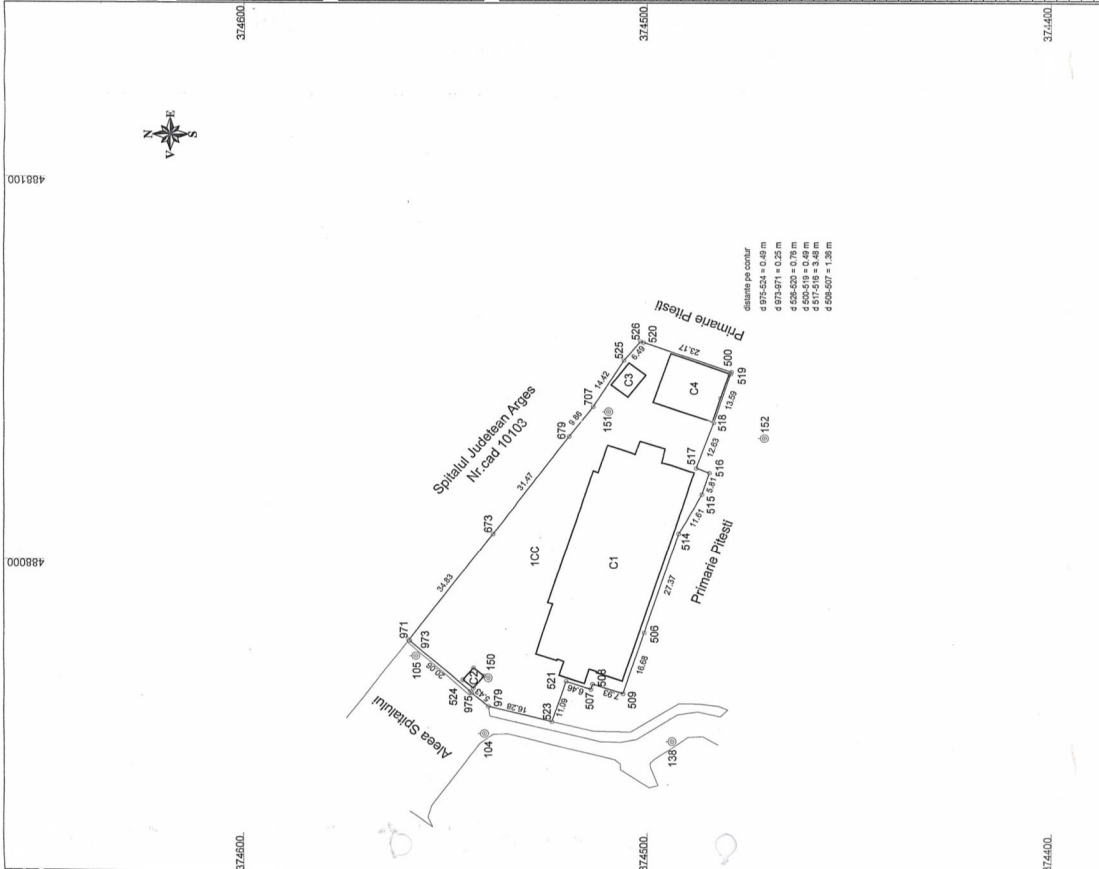 374600
374500
374400
N
E
S
V
488100
distante pe contur
d 975-524 = 0.49 m
d 973-971 = 0.25 m
d 526-520 = 0.76 m
d 500-519 = 0.49 m
d 517-516 = 3.48 m
d 508-507 = 1.36 m
Primarie Pitesti
526
520
525
6.49
23.17
C3
C4
500
519
14.42
707
151
13.59
518
152
Spitalul Judetean Arges
Nr.cad 10103
9.86
679
12.63
517
516
31.47
5.81
515
673
11.61
514
488000
1CC
C1
Primarie Pitesti
27.37
34.83
971
973
506
105
20.06
16.68
150
C2
524
975
5.43
979
521
6.46
508
507
7.93
509
16.28
11.09
523
Aleea Spitalului
104
138
374600
374500
374400